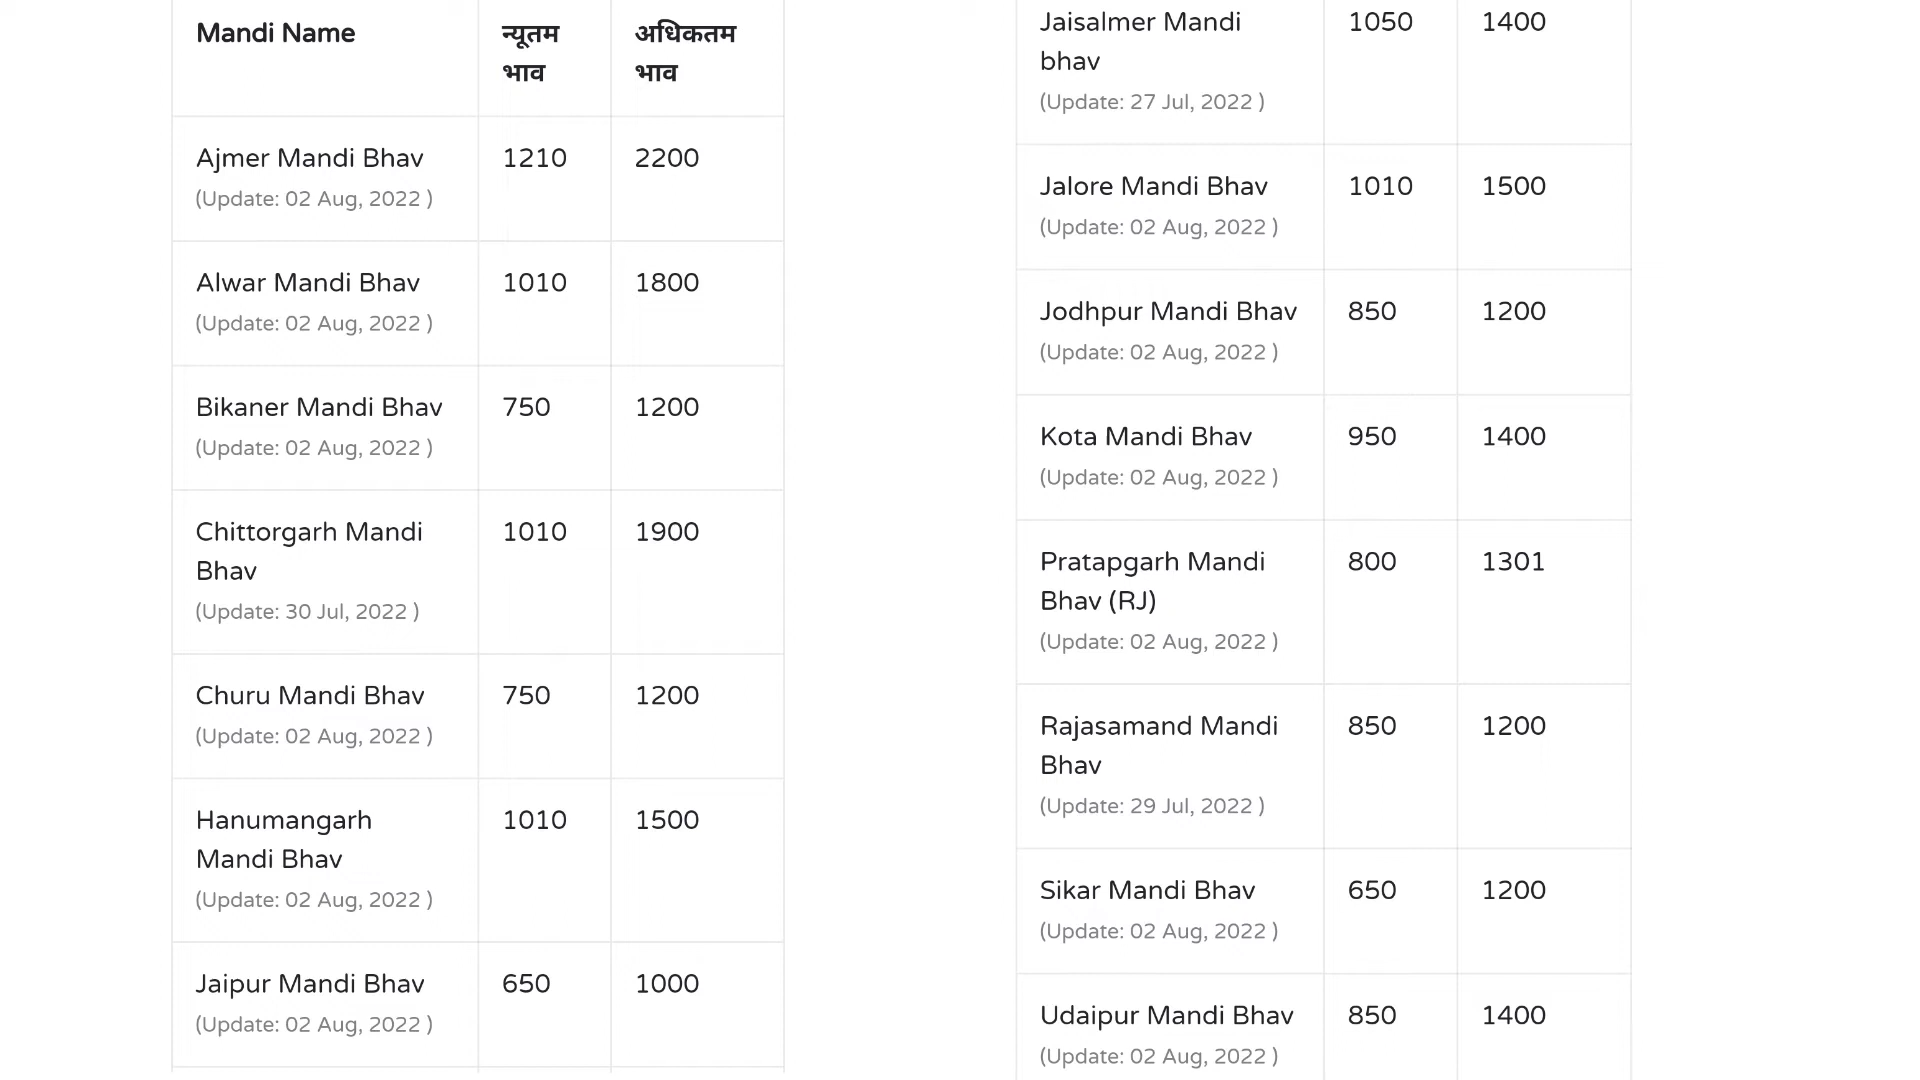 Mandi Name न्यूतम अधिकतम
भाव भाव
Ajmer Mandi Bhav 1210 2200
(Update: 02 Aug, 2022 )
Alwar Mandi Bhav 1010 1800
(Update: 02 Aug, 2022 )
Bikaner Mandi Bhav 750 1200
(Update: 02 Aug, 2022 )
Chittorgarh Mandi 1010 1900
Bhav
(Update: 30 Jul, 2022 )
Churu Mandi Bhav 750 1200
(Update: 02 Aug, 2022 )
Hanumangarh 1010 1500
Mandi Bhav
(Update: 02 Aug, 2022 )
Jaipur Mandi Bhav 650 1000
(Update: 02 Aug, 2022 )
Jaisalmer Mandi 1050 1400
bhav
(Update: 27 Jul, 2022 )
Jalore Mandi Bhav 1010 1500
(Update: 02 Aug, 2022 )
Jodhpur Mandi Bhav 850 1200
(Update: 02 Aug, 2022 )
Kota Mandi Bhav 950 1400
(Update: 02 Aug, 2022 )
Pratapgarh Mandi 800 1301
Bhav (RJ)
(Update: 02 Aug, 2022 )
Rajasamand Mandi 850 1200
Bhav
(Update: 29 Jul, 2022 )
Sikar Mandi Bhav 650 1200
(Update: 02 Aug, 2022 )
Udaipur Mandi Bhav 850 1400
(Update: 02 Aug, 2022 )